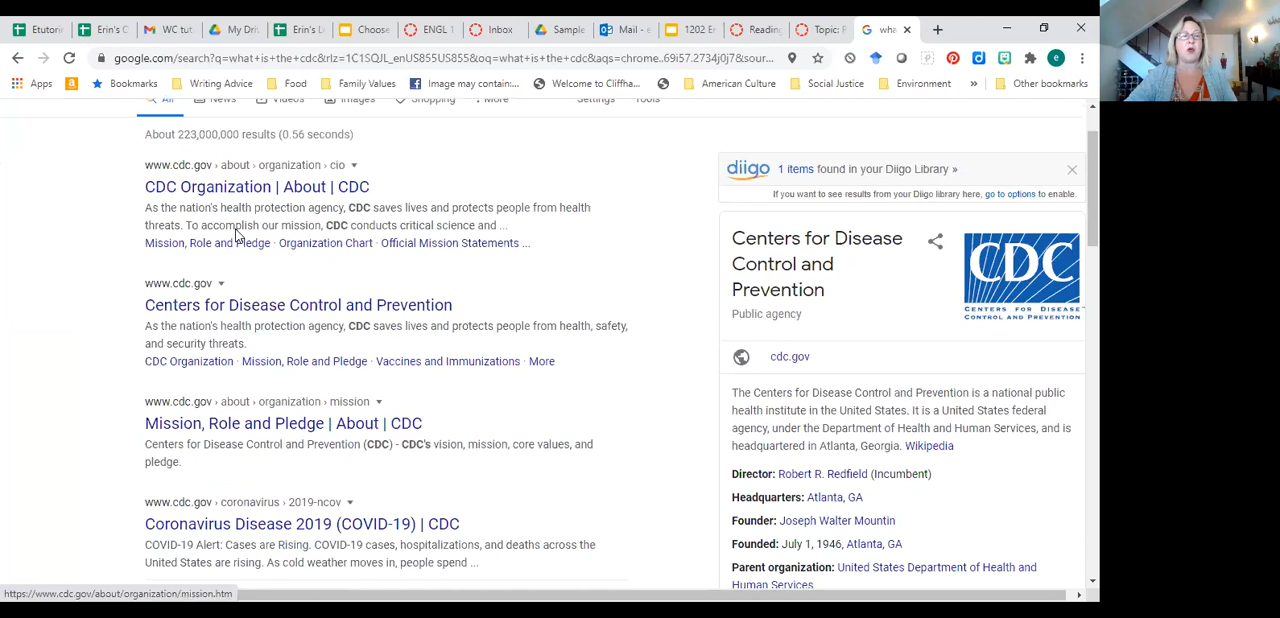 Etutori
Erin's C
WC tut
My Driv
Erin's D
Choose
ENGL 1
Inbox
Sample
Mail - e
1202 E
Reading
Topic:
wha
google.com/search?q=what+is+the+cdc&rlz=1C1SQJL_enUS855US855&oq=what+is+the+cdc&aqs=chrome..69i57.2734j0j7&sour...
e
Apps
a
Bookmarks
Writing Advice
Food
Family Values
Image may contain:...
Welcome to Cliffha...
American Culture
Social Justice
Environment
»
Other bookmarks
All
News
Videos
Images
Shopping
More
Settings
Tools
About 223,000,000 results (0.56 seconds)
www.cdc.gov › about › organization › cio
CDC Organization | About | CDC
As the nation's health protection agency, CDC saves lives and protects people from health
threats. To accomplish our mission, CDC conducts critical science and ...
Mission, Role and Pledge · Organization Chart · Official Mission Statements ...
www.cdc.gov
Centers for Disease Control and Prevention
As the nation's health protection agency, CDC saves lives and protects people from health, safety,
and security threats.
CDC Organization · Mission, Role and Pledge · Vaccines and Immunizations · More
www.cdc.gov › about › organization › mission
Mission, Role and Pledge | About | CDC
Centers for Disease Control and Prevention (CDC) - CDC's vision, mission, core values, and
pledge.
www.cdc.gov › coronavirus › 2019-ncov
Coronavirus Disease 2019 (COVID-19) | CDC
COVID-19 Alert: Cases are Rising. COVID-19 cases, hospitalizations, and deaths across the
United States are rising. As cold weather moves in, people spend ...
https://www.cdc.gov/about/organization/mission.htm
diigo 1 items found in your Diigo Library »
If you want to see results from your Diigo library here, go to options to enable.
Centers for Disease
Control and
Prevention
Public agency
CDC
CENTERS FOR DISEASE
CONTROL AND PREVENTION
cdc.gov
The Centers for Disease Control and Prevention is a national public
health institute in the United States. It is a United States federal
agency, under the Department of Health and Human Services, and is
headquartered in Atlanta, Georgia. Wikipedia
Director: Robert R. Redfield (Incumbent)
Headquarters: Atlanta, GA
Founder: Joseph Walter Mountin
Founded: July 1, 1946, Atlanta, GA
Parent organization: United States Department of Health and
Human Services